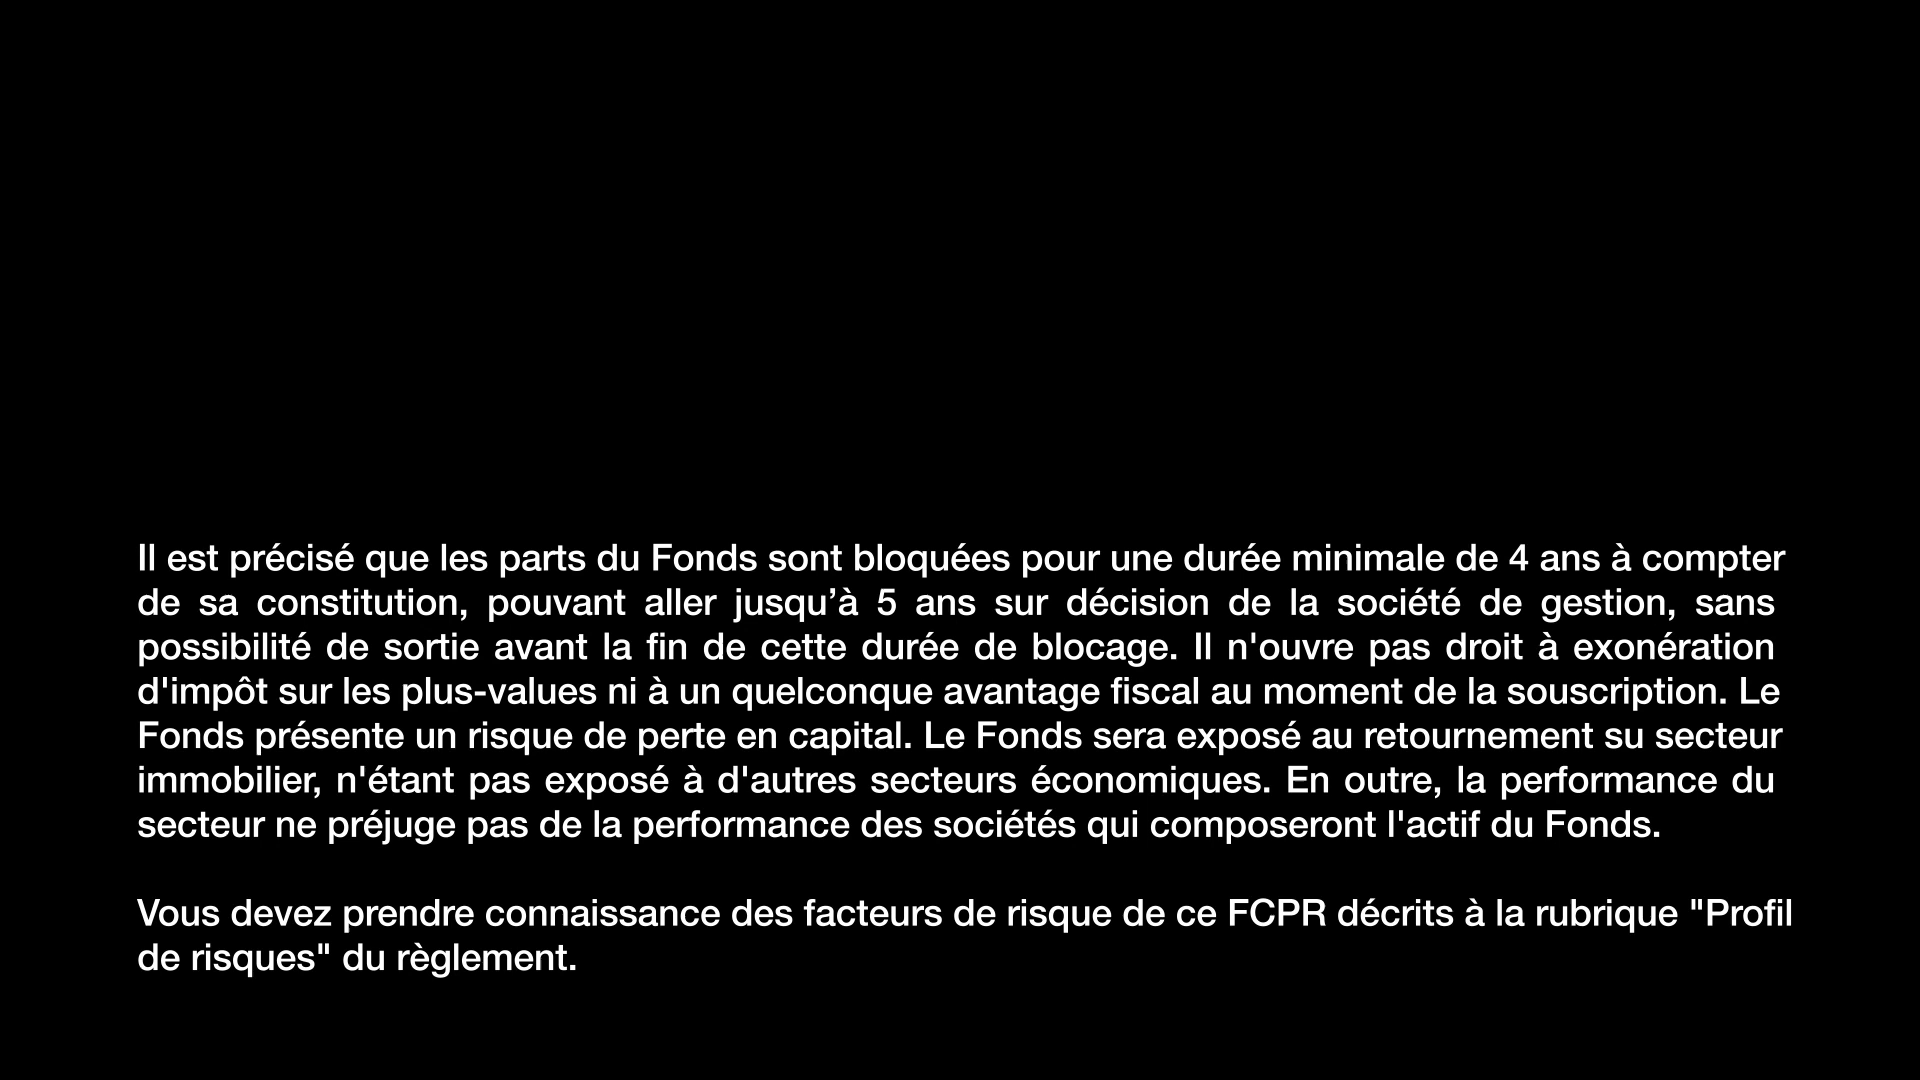 Il est précisé que les parts du Fonds sont bloquées pour une durée minimale de 4 ans à compter
de sa constitution, pouvant aller jusqu’à 5 ans sur décision de la société de gestion, sans
possibilité de sortie avant la fin de cette durée de blocage. Il n'ouvre pas droit à exonération
d'impôt sur les plus-values ni à un quelconque avantage fiscal au moment de la souscription. Le
Fonds présente un risque de perte en capital. Le Fonds sera exposé au retournement su secteur
immobilier, n'étant pas exposé à d'autres secteurs économiques. En outre, la performance du
secteur ne préjuge pas de la performance des sociétés qui composeront l'actif du Fonds.
Vous devez prendre connaissance des facteurs de risque de ce FCPR décrits à la rubrique "Profil
de risques" du règlement.